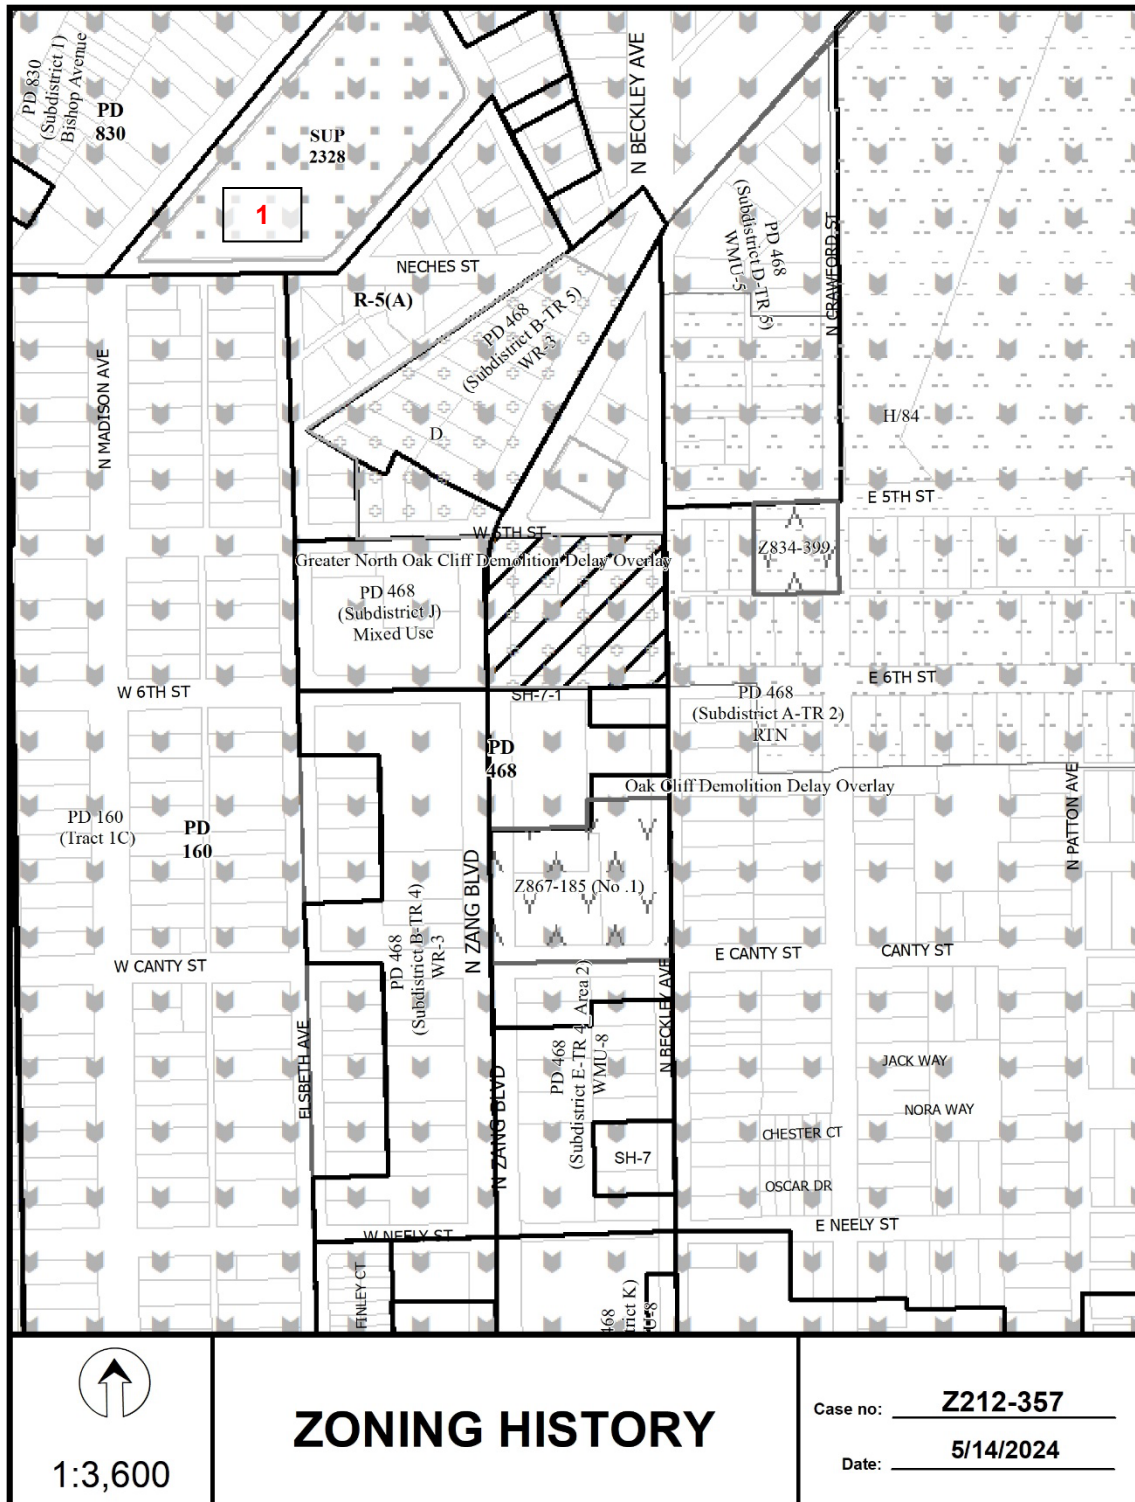 PD 830
(Subdistrict 1)
Bishop Avenue
PD
830
SUP
2328
1
N BECKLEY AVE
NECHES ST
R-5(A)
PD 468
(Subdistrict B-TR 5)
WR-3
PD 468
(Subdistrict D-TR 5)
WMU-5
N CRAWFORD ST
N MADISON AVE
D
H/84
E 5TH ST
W 5TH ST
Z834-399
Greater North Oak Cliff Demolition Delay Overlay
PD 468
(Subdistrict J)
Mixed Use
W 6TH ST
SH-7-1
E 6TH ST
PD 468
(Subdistrict A-TR 2)
RTN
PD
468
Oak Cliff Demolition Delay Overlay
N PATTON AVE
PD 160
(Tract 1C)
PD
160
Z867-185 (No .1)
N ZANG BLVD
PD 468
(Subdistrict B-TR 4)
WR-3
W CANTY ST
E CANTY ST
CANTY ST
N BECKLEY AVE
ELSBETH AVE
PD 468
(Subdistrict E-TR 4, Area 2)
WMU-8
N ZANG BLVD
JACK WAY
NORA WAY
CHESTER CT
SH-7
OSCAR DR
E NEELY ST
W NEELY ST
FINLEY CT
468
trict K)
U-8
1:3,600
ZONING HISTORY
Case no: Z212-357
Date: 5/14/2024